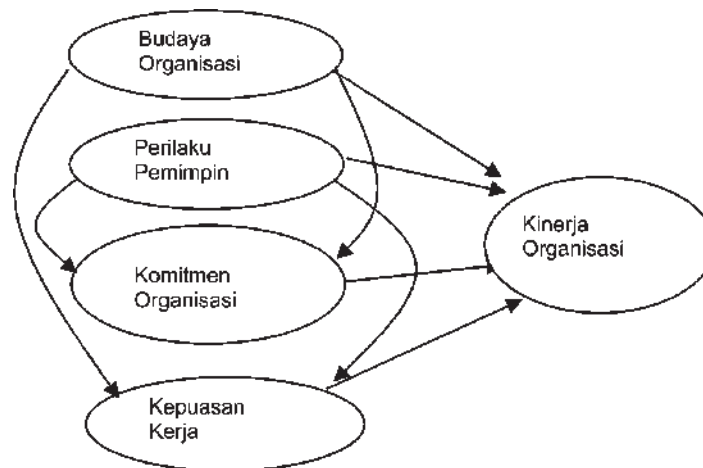 Budaya
Organisasi
Perilaku
Pemimpin
Kinerja
Organisasi
Komitmen
Organisasi
Kepuasan
Kerja